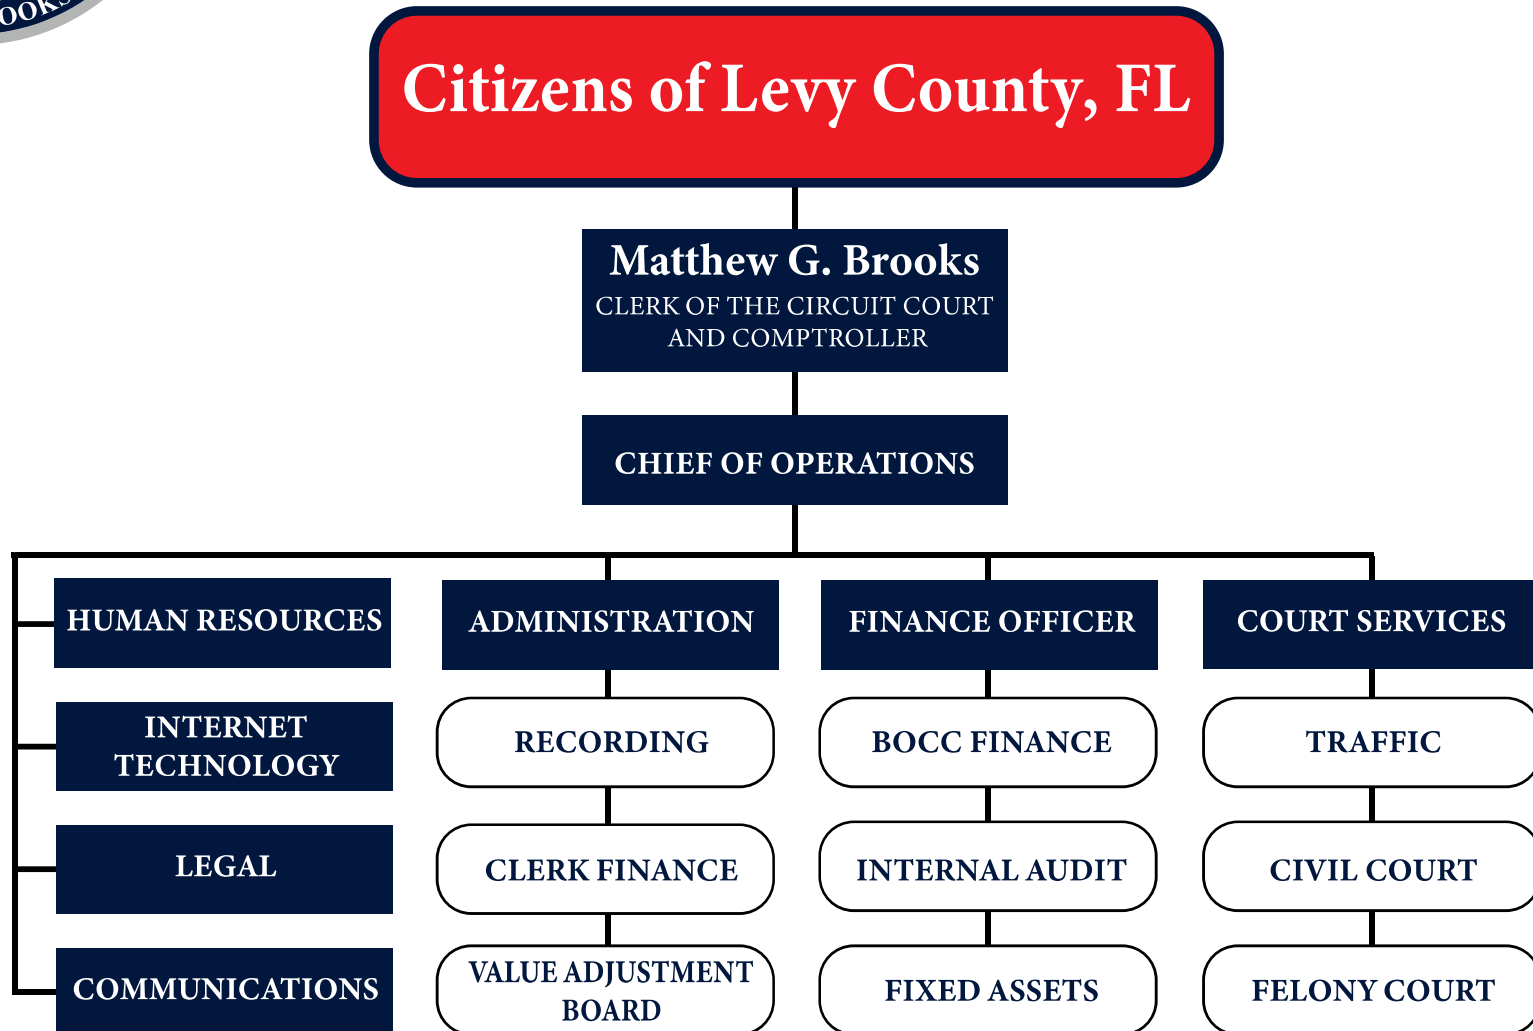 OOKS
Citizens of Levy County, FL
Matthew G. Brooks
CLERK OF THE CIRCUIT COURT
AND COMPTROLLER
CHIEF OF OPERATIONS
HUMAN RESOURCES
ADMINISTRATION
FINANCE OFFICER
COURT SERVICES
INTERNET
TECHNOLOGY
RECORDING
BOCC FINANCE
TRAFFIC
LEGAL
CLERK FINANCE
INTERNAL AUDIT
CIVIL COURT
COMMUNICATIONS
VALUE ADJUSTMENT
BOARD
FIXED ASSETS
FELONY COURT